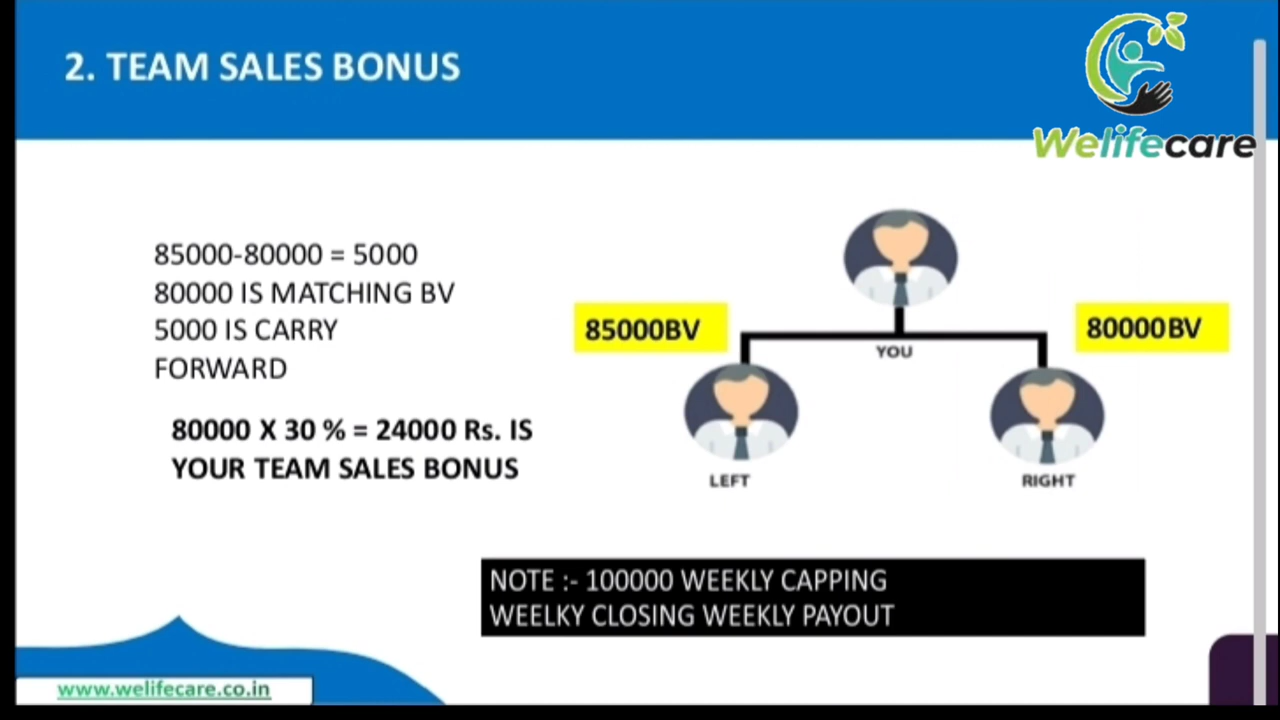 2. TEAM SALES BONUS
Welifecare
85000-80000 = 5000
80000 IS MATCHING BV
5000 IS CARRY
FORWARD
80000 X 30 % = 24000 Rs. IS
YOUR TEAM SALES BONUS
85000BV
80000BV
YOU
LEFT
RIGHT
NOTE :- 100000 WEEKLY CAPPING
WEELKY CLOSING WEEKLY PAYOUT
www.welifecare.co.in